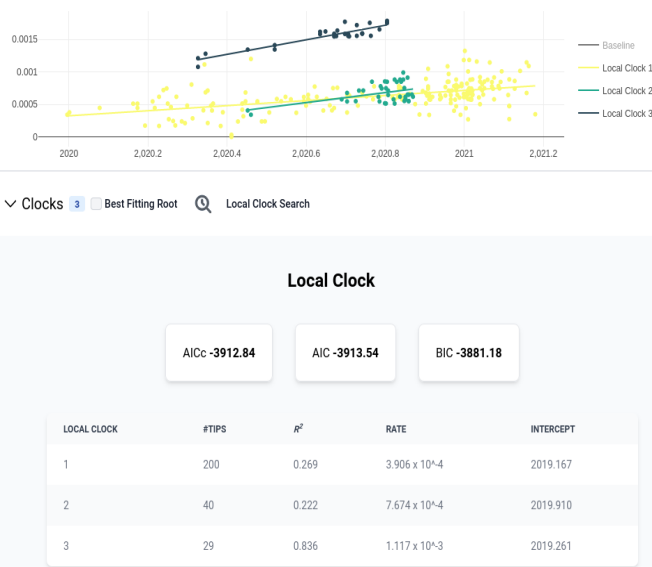 0.0015
Baseline
0.001
Local Clock 1
0.0005
Local Clock 2
0
Local Clock 3
2020 2,020.2 2,020.4 2,020.6 2,020.8 2021 2,021.2
Clocks 3 Best Fitting Root Local Clock Search
Local Clock
AICc -3912.84 AIC -3913.54 BIC -3881.18
LOCAL CLOCK #TIPS R² RATE INTERCEPT
1 200 0.269 3.906 x 10^-4 2019.167
2 40 0.222 7.674 x 10^-4 2019.910
3 29 0.836 1.117 x 10^-3 2019.261